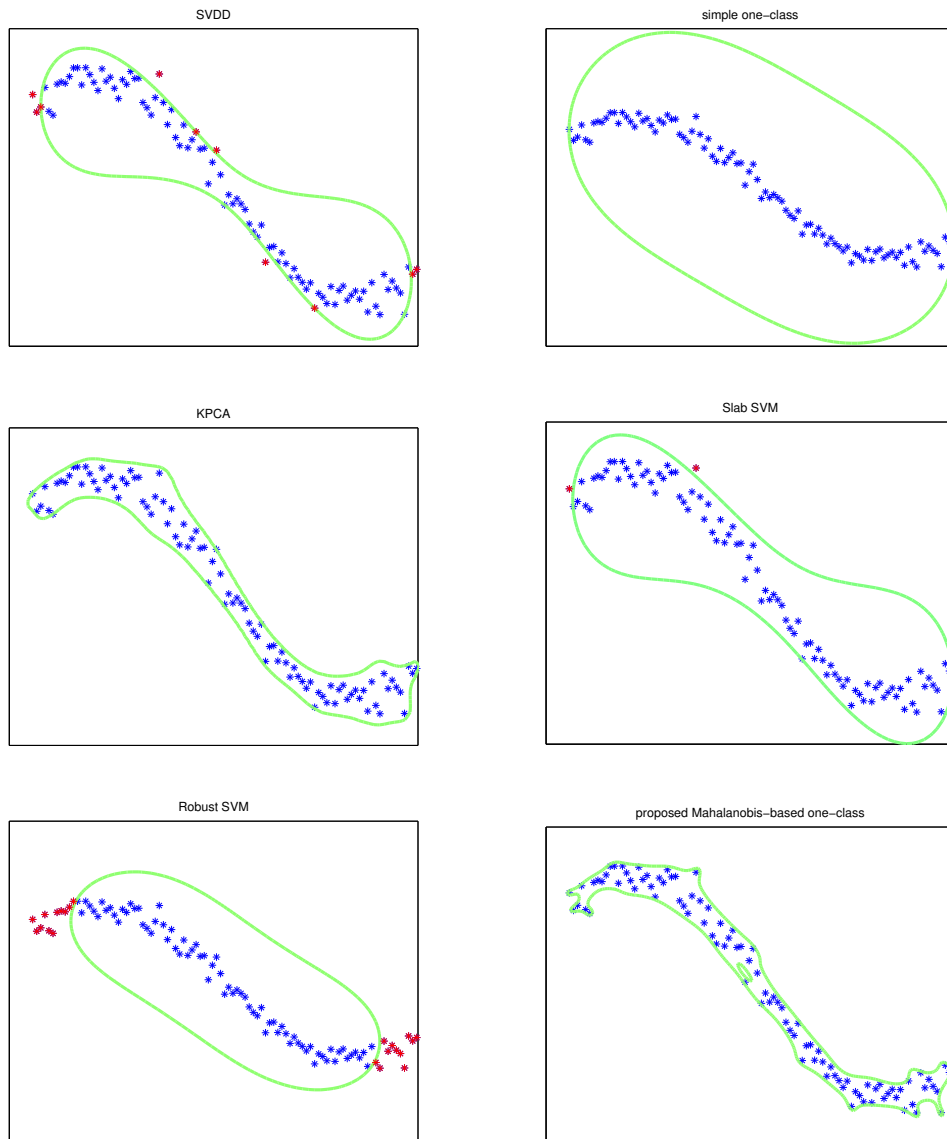 SVDD
simple one−class
KPCA
Slab SVM
Robust SVM
proposed Mahalanobis−based one−class